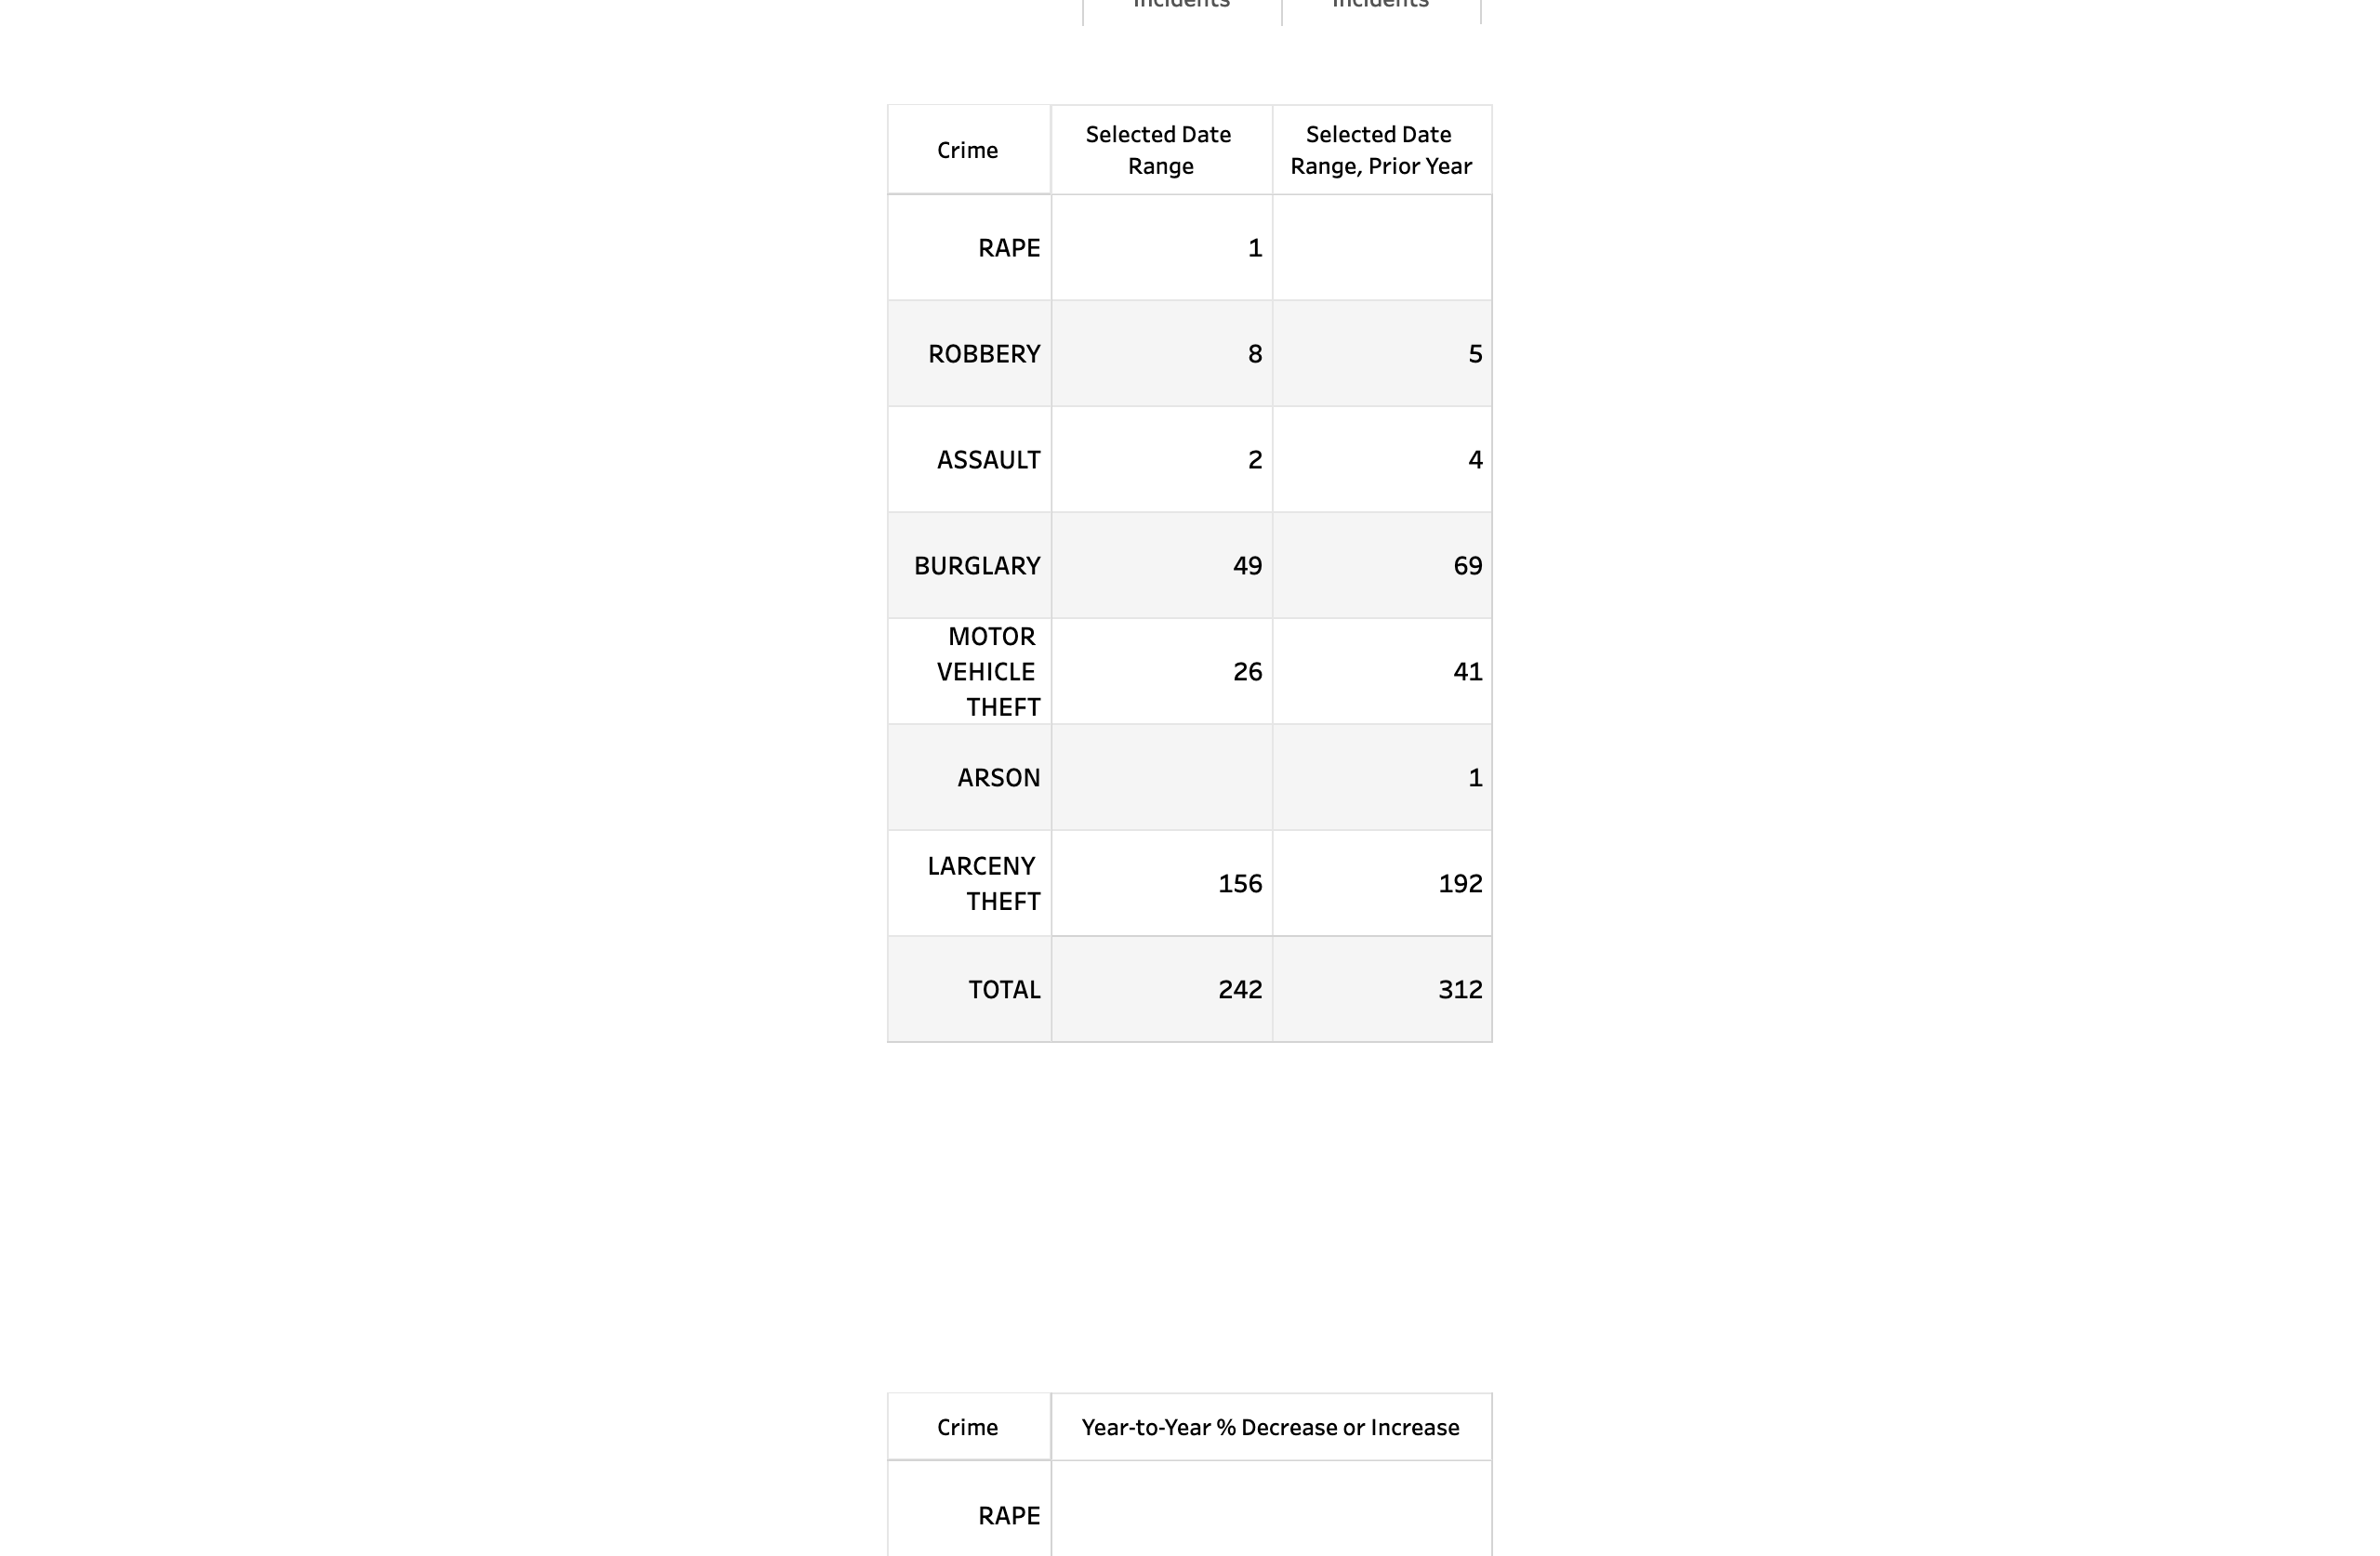 Incidents Incidents
Crime
Selected Date Range
Selected Date Range, Prior Year
RAPE 1
ROBBERY 8 5
ASSAULT 2 4
BURGLARY 49 69
MOTOR
VEHICLE
THEFT
26 41
ARSON 1
LARCENY
THEFT
156 192
TOTAL 242 312
Crime Year-to-Year % Decrease or Increase
RAPE